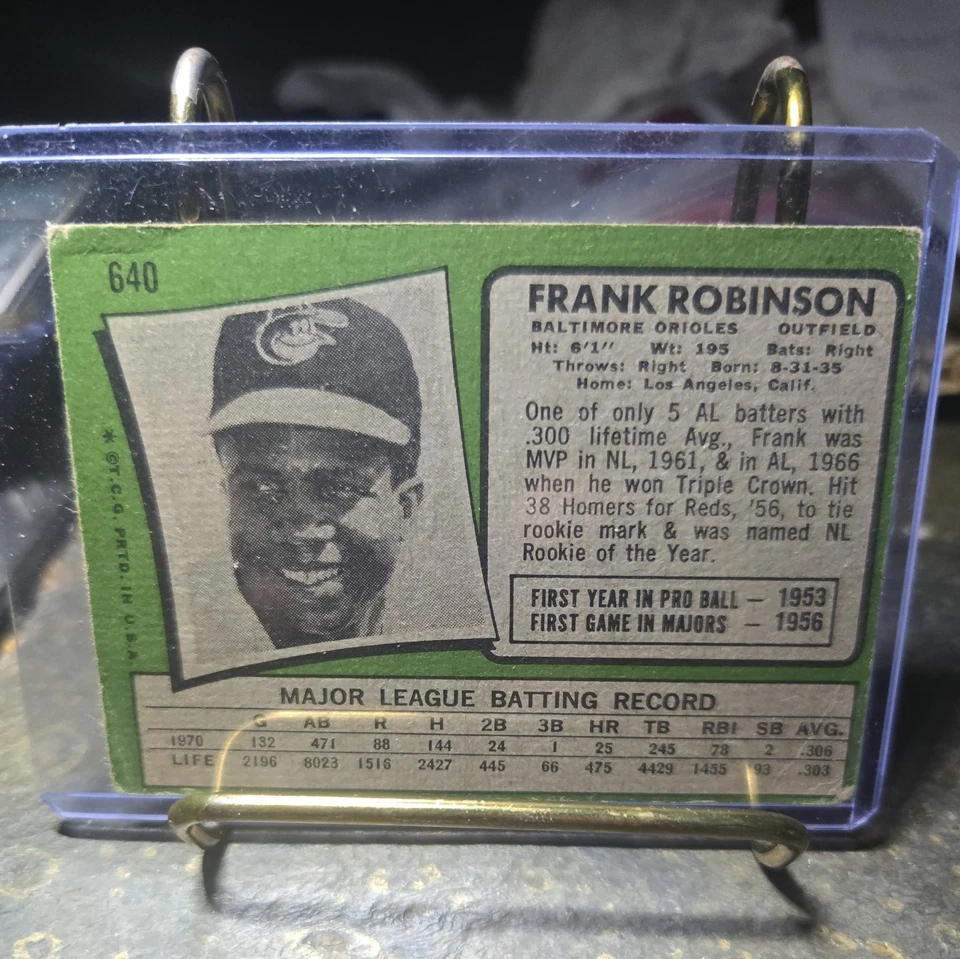 640
FRANK ROBINSON
BALTIMORE ORIOLES OUTFIELD
Ht: 6'1" Wt: 195 Bats: Right
Throws: Right Born: 8-31-35
Home: Los Angeles, Calif.
One of only 5 AL batters with
.300 lifetime Avg., Frank was
MVP in NL, 1961, & in AL, 1966
when he won Triple Crown. Hit
38 Homers for Reds, '56, to tie
rookie mark & was named NL
Rookie of the Year.
FIRST YEAR IN PRO BALL — 1953
FIRST GAME IN MAJORS — 1956
* ©T.C.G. PRTD. IN U.S.A.
MAJOR LEAGUE BATTING RECORD
G AB R H 2B 3B HR TB RBI SB AVG.
1970 132 471 88 144 24 1 25 245 78 2 .306
LIFE 2196 8023 1516 2427 445 66 475 4429 1455 93 .303